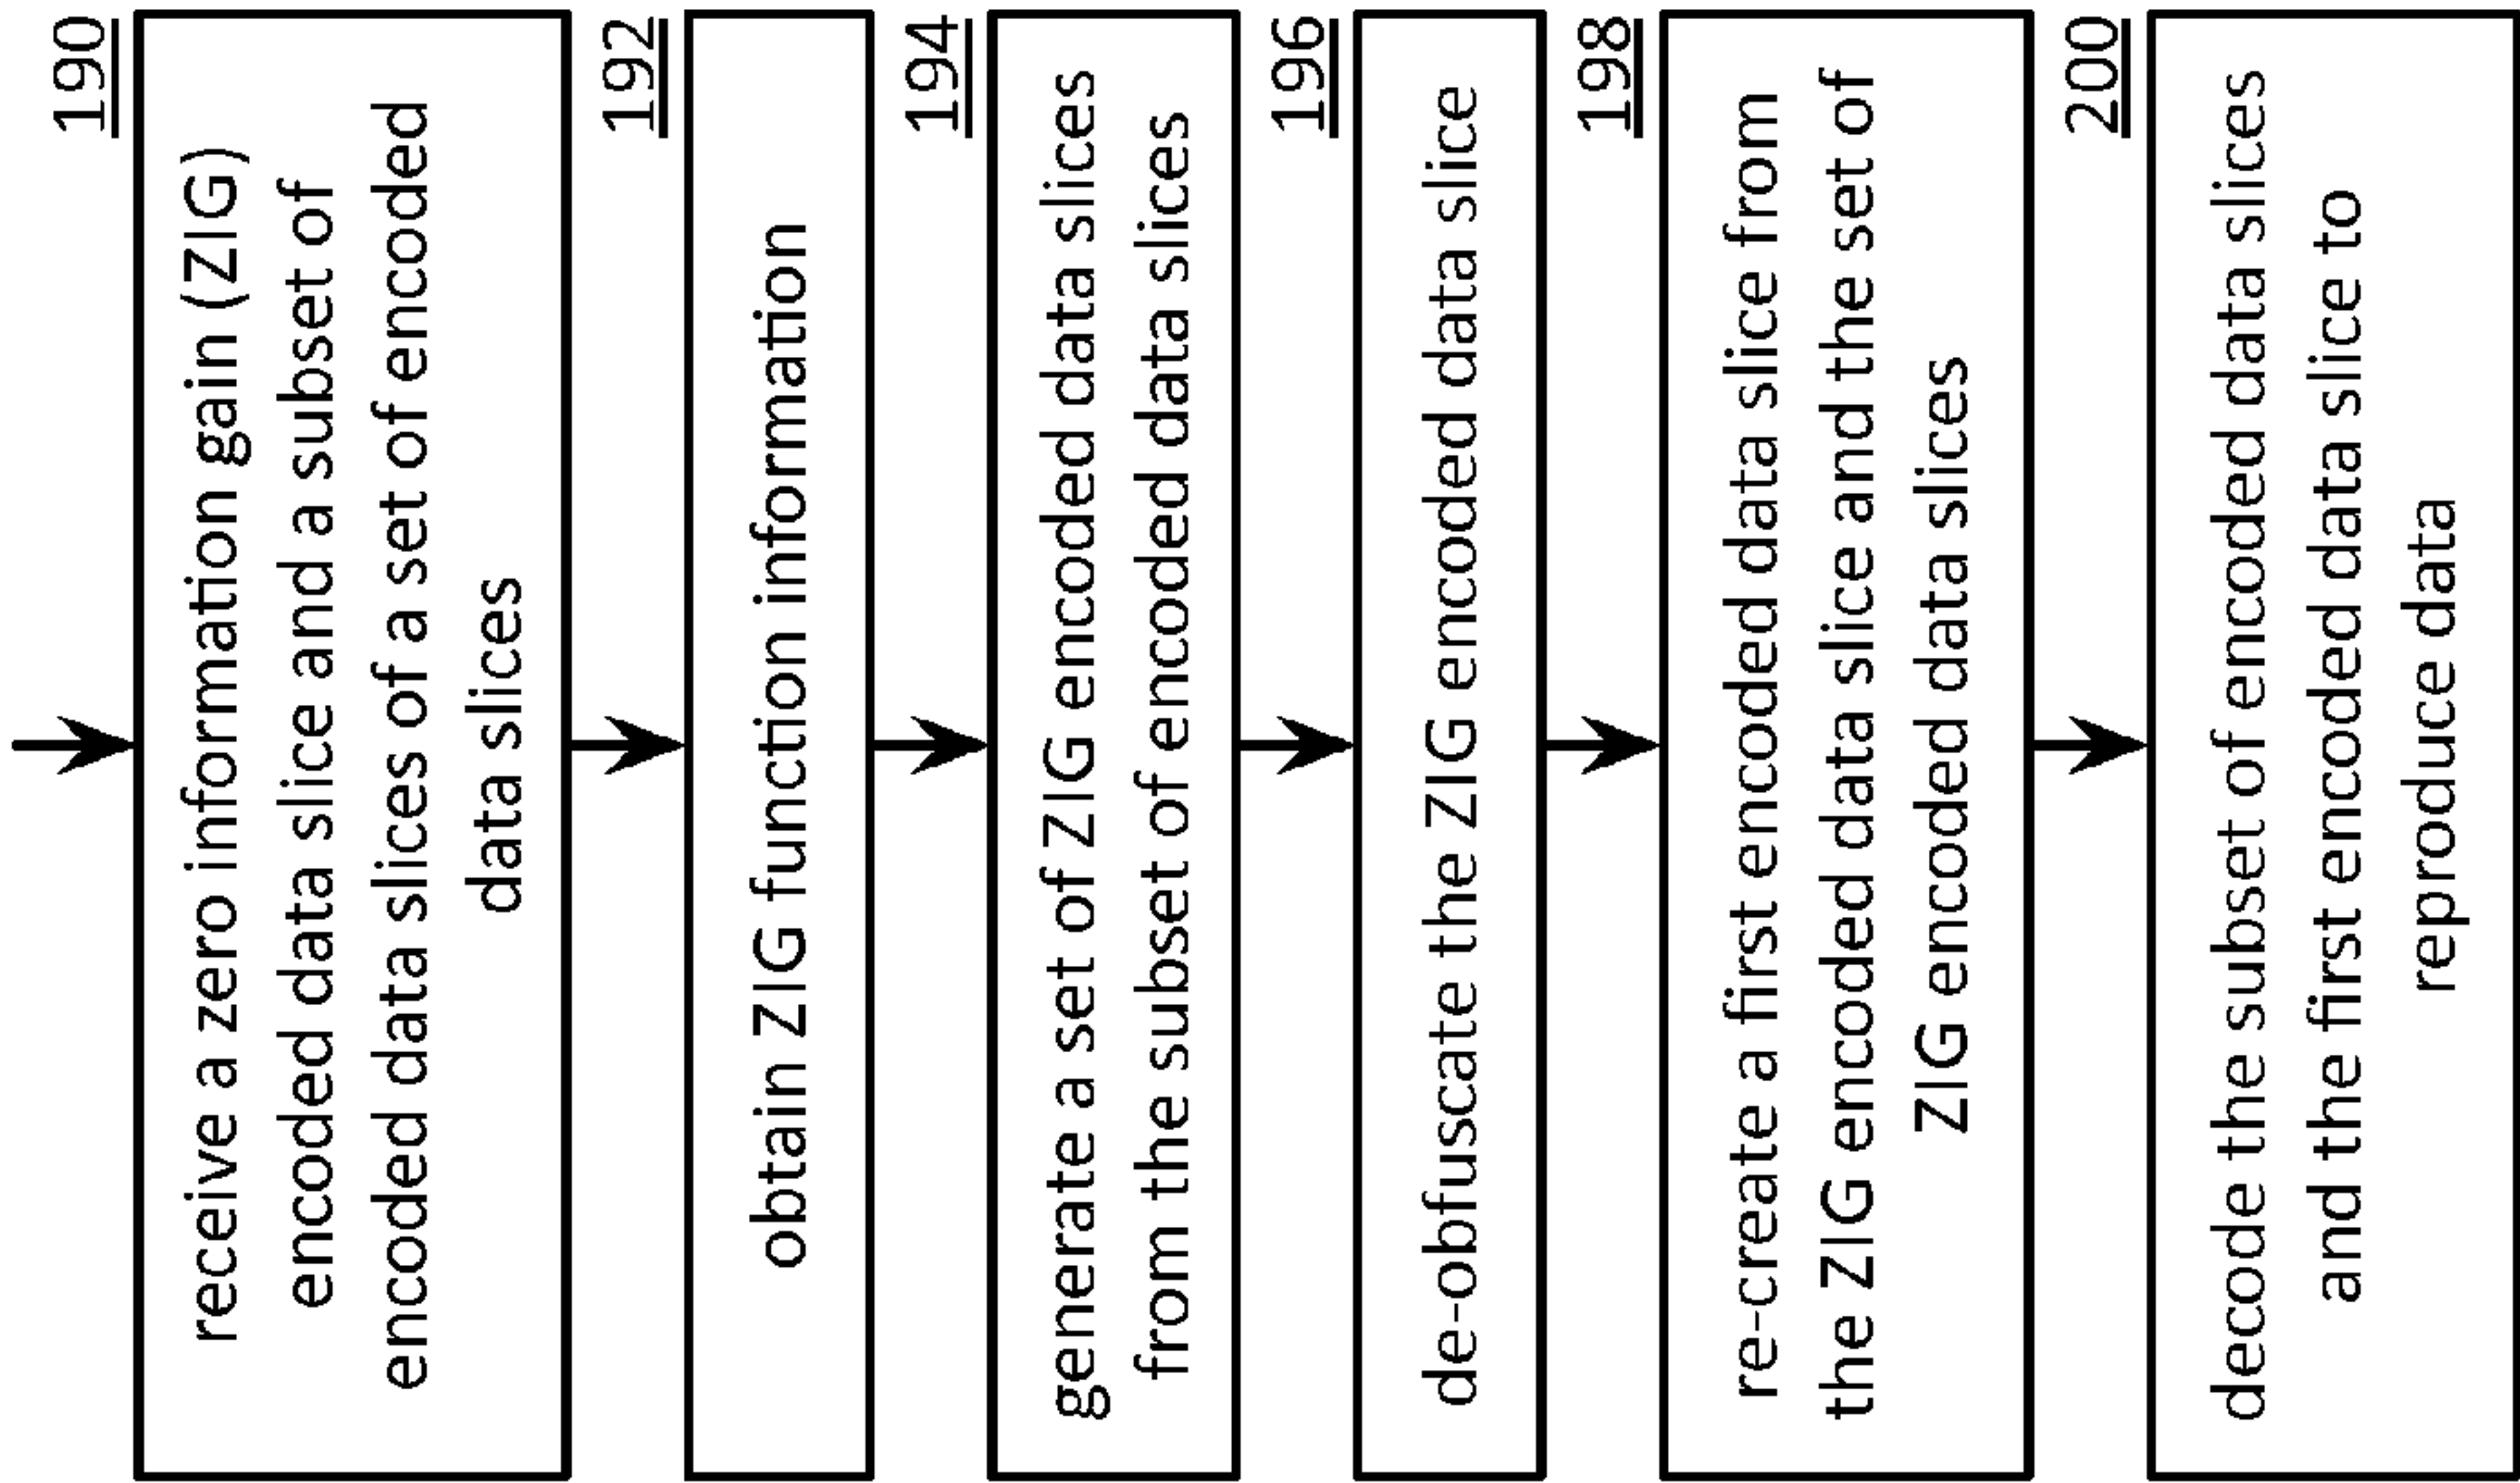 190
receive a zero information gain (ZIG)
encoded data slice and a subset of
encoded data slices of a set of encoded
data slices
192
obtain ZIG function information
194
generate a set of ZIG encoded data slices
from the subset of encoded data slices
196
de-obfuscate the ZIG encoded data slice
198
re-create a first encoded data slice from
the ZIG encoded data slice and the set of
ZIG encoded data slices
200
decode the subset of encoded data slices
and the first encoded data slice to
reproduce data